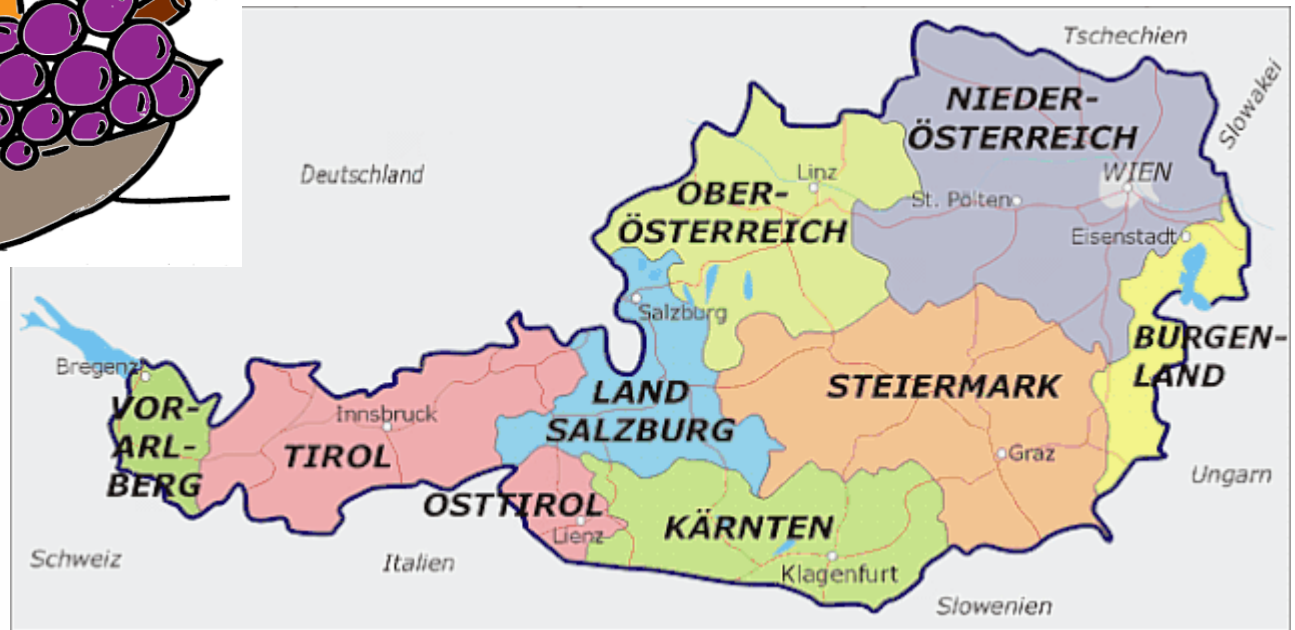 Tschechien
Slowakei
NIEDER-
ÖSTERREICH
WIEN
Deutschland
Linz
OBER-
ÖSTERREICH
St. Pölten
Eisenstadt
Salzburg
BURGEN-
LAND
Bregenz
LAND
SALZBURG
STEIERMARK
VOR-
ARL-
BERG
Innsbruck
TIROL
Graz
Ungarn
OSTTIROL
Lienz
KÄRNTEN
Schweiz
Italien
Klagenfurt
Slowenien